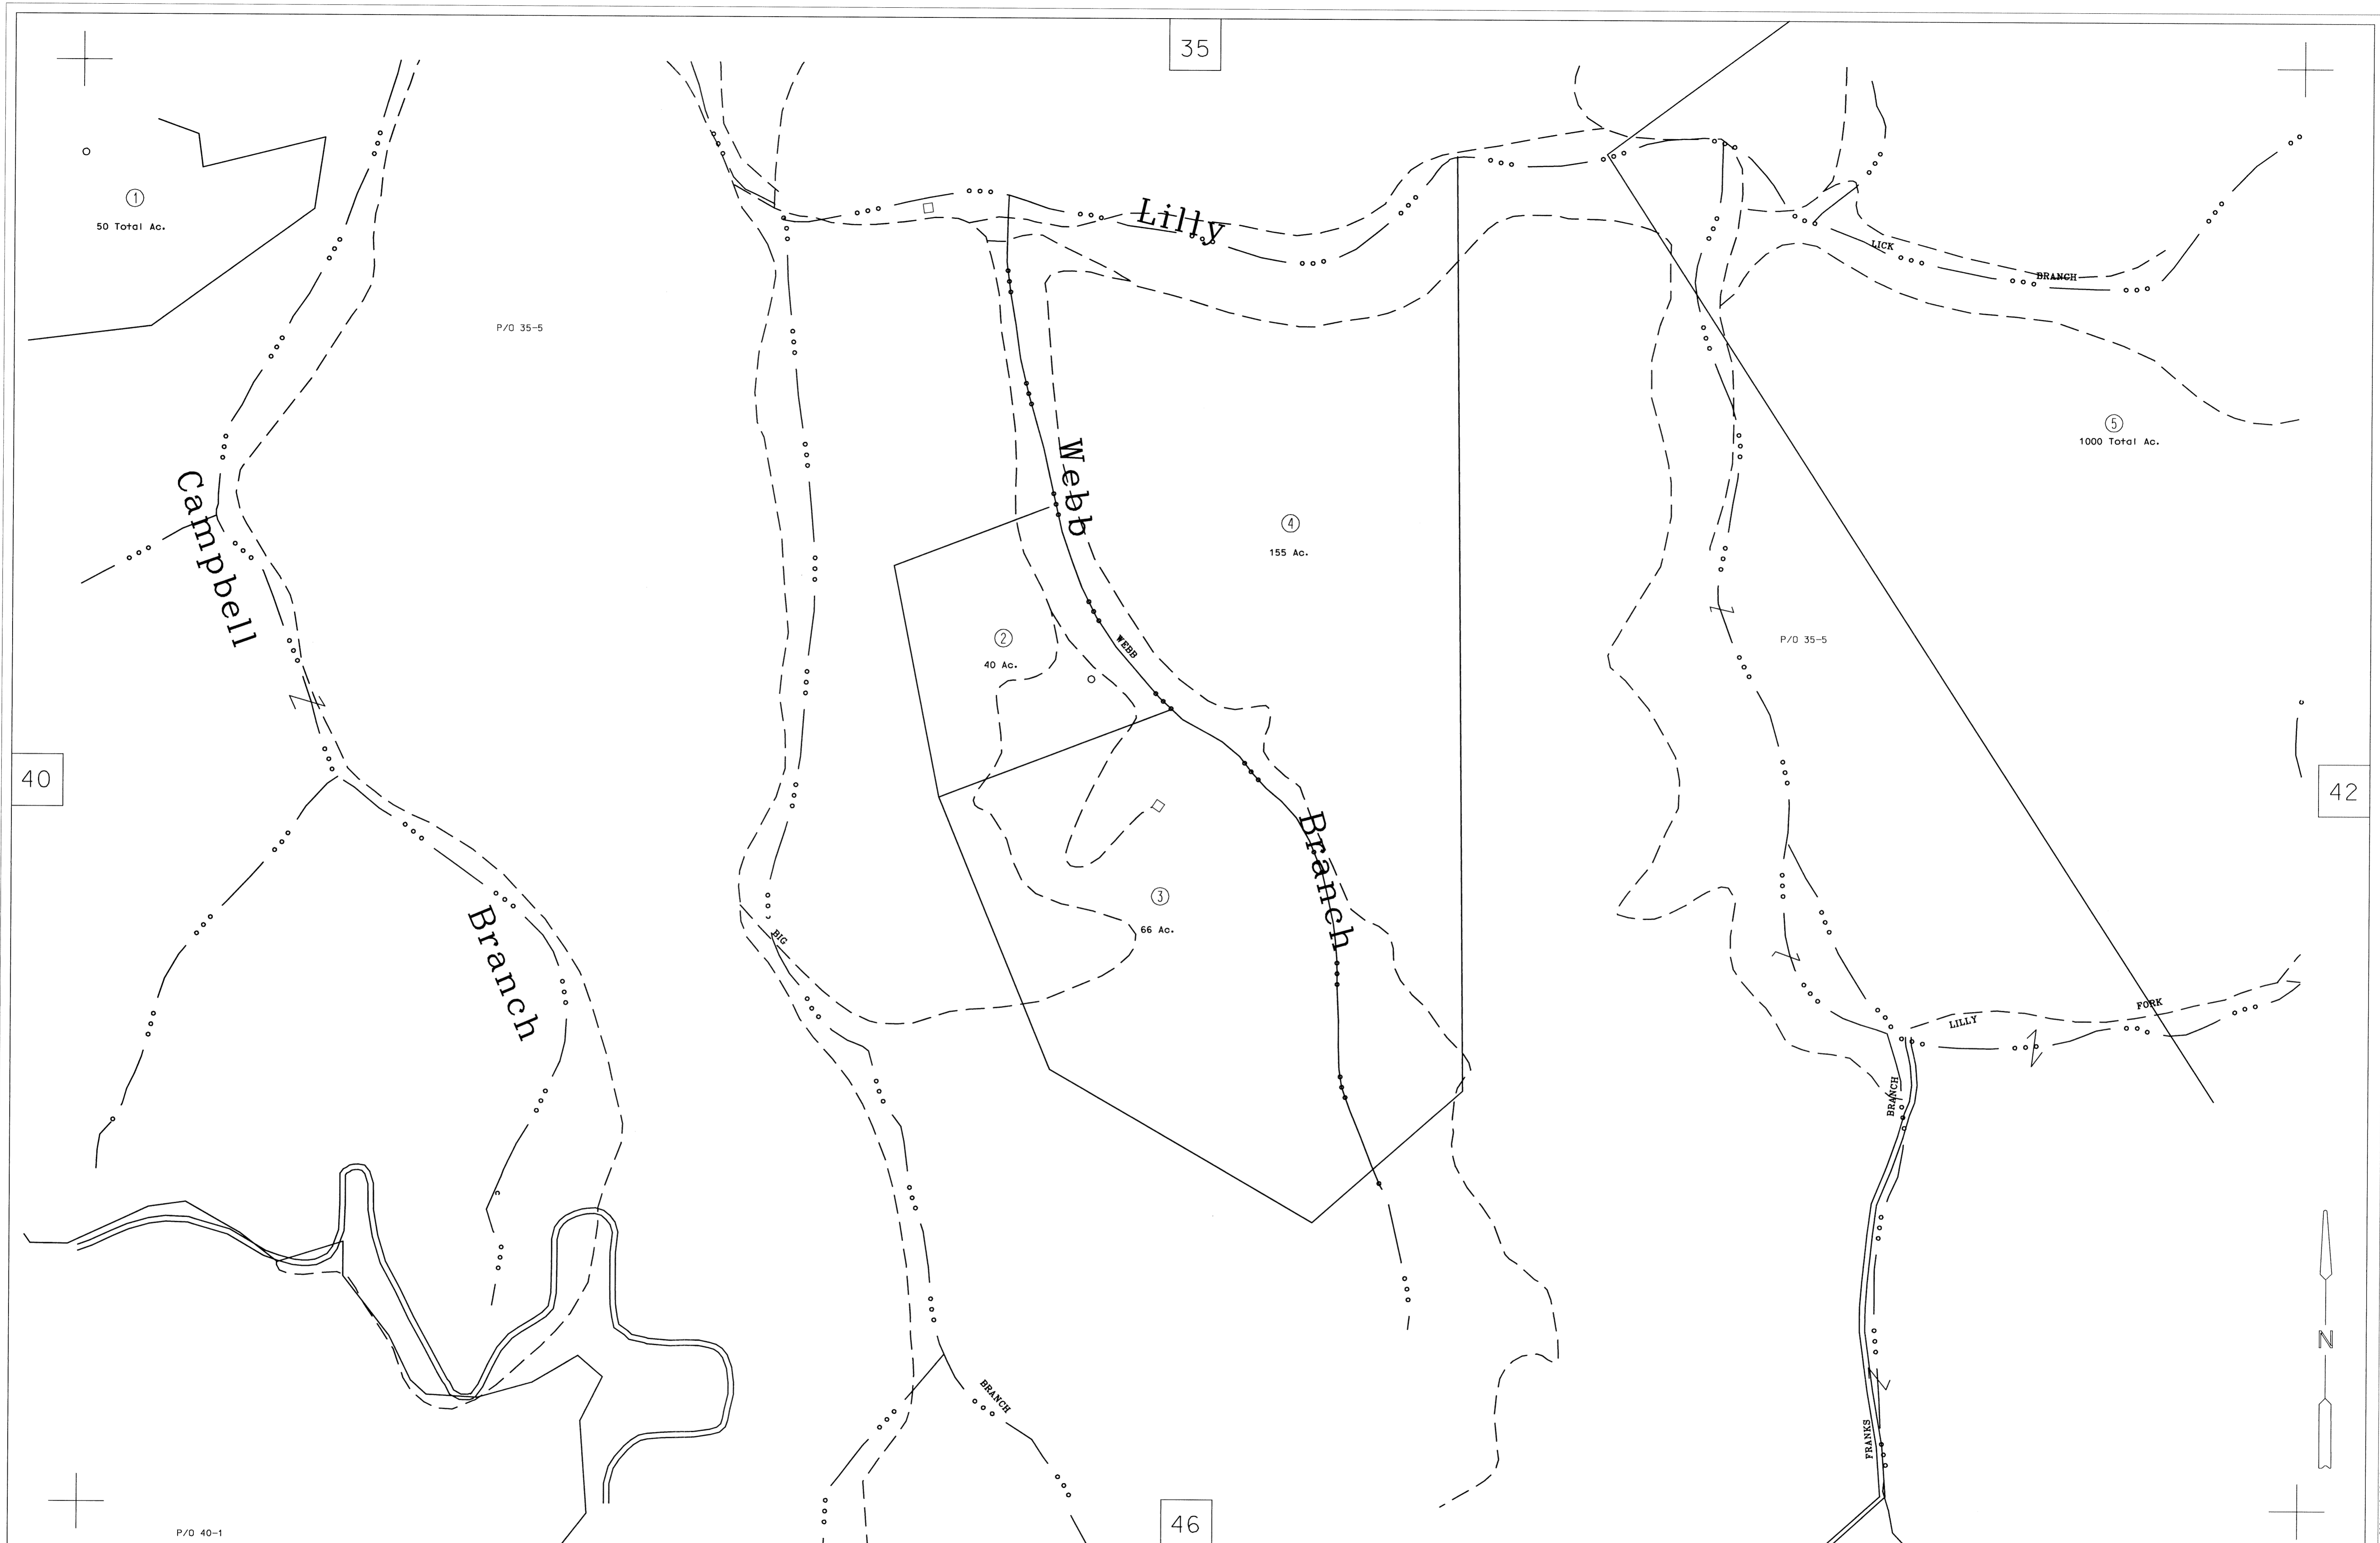 35
1
50 Total Ac.
Lilly
LICK
BRANCH
P/O 35-5
5
1000 Total Ac.
Campbell
Webb
4
155 Ac.
2
40 Ac.
WEBB
P/O 35-5
40
42
Branch
3
66 Ac.
Branch
BIG
LILLY
FORK
BRANCH
N
BRANCH
FRANKS
46
P/O 40-1